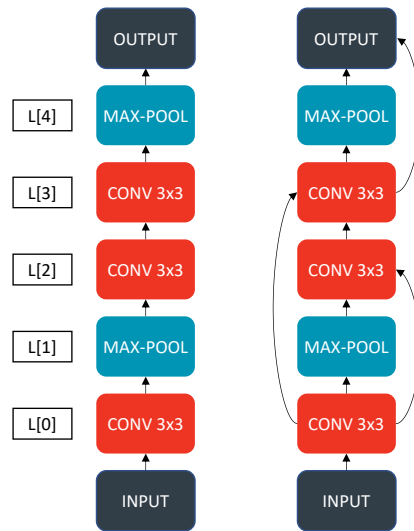 OUTPUT OUTPUT
L[4] MAX-POOL MAX-POOL
L[3] CONV 3x3 CONV 3x3
L[2] CONV 3x3 CONV 3x3
L[1] MAX-POOL MAX-POOL
L[0] CONV 3x3 CONV 3x3
INPUT INPUT